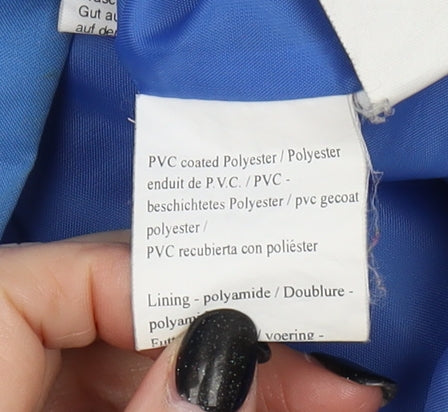 Gut au
auf de
PVC coated Polyester / Polyester
enduit de P.V.C. / PVC -
beschichtetes Polyester / pvc gecoat
polyester /
PVC recubierta con poliéster
Lining - polyamide / Doublure -
polyam
/ voering -